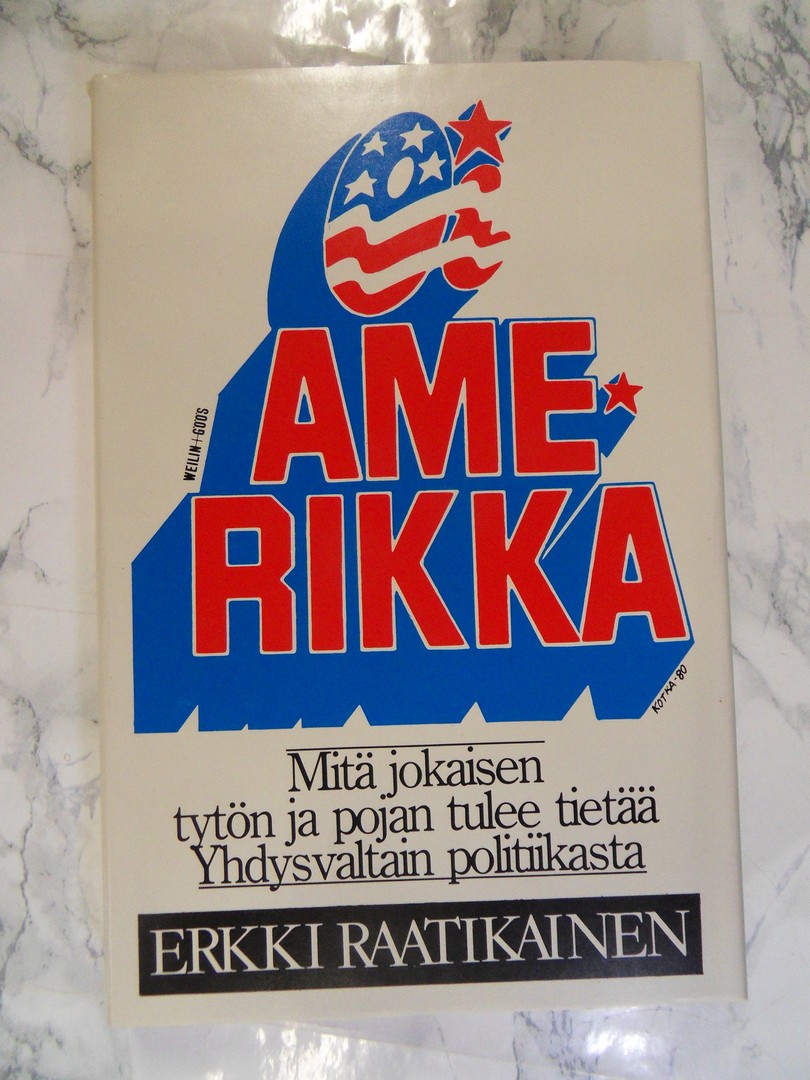 WEILIN+GÖÖS
AME
RIKKA
KOTKA-80
Mitä jokaisen
tytön ja pojan tulee tietää
Yhdysvaltain politiikasta
ERKKI RAATIKAINEN